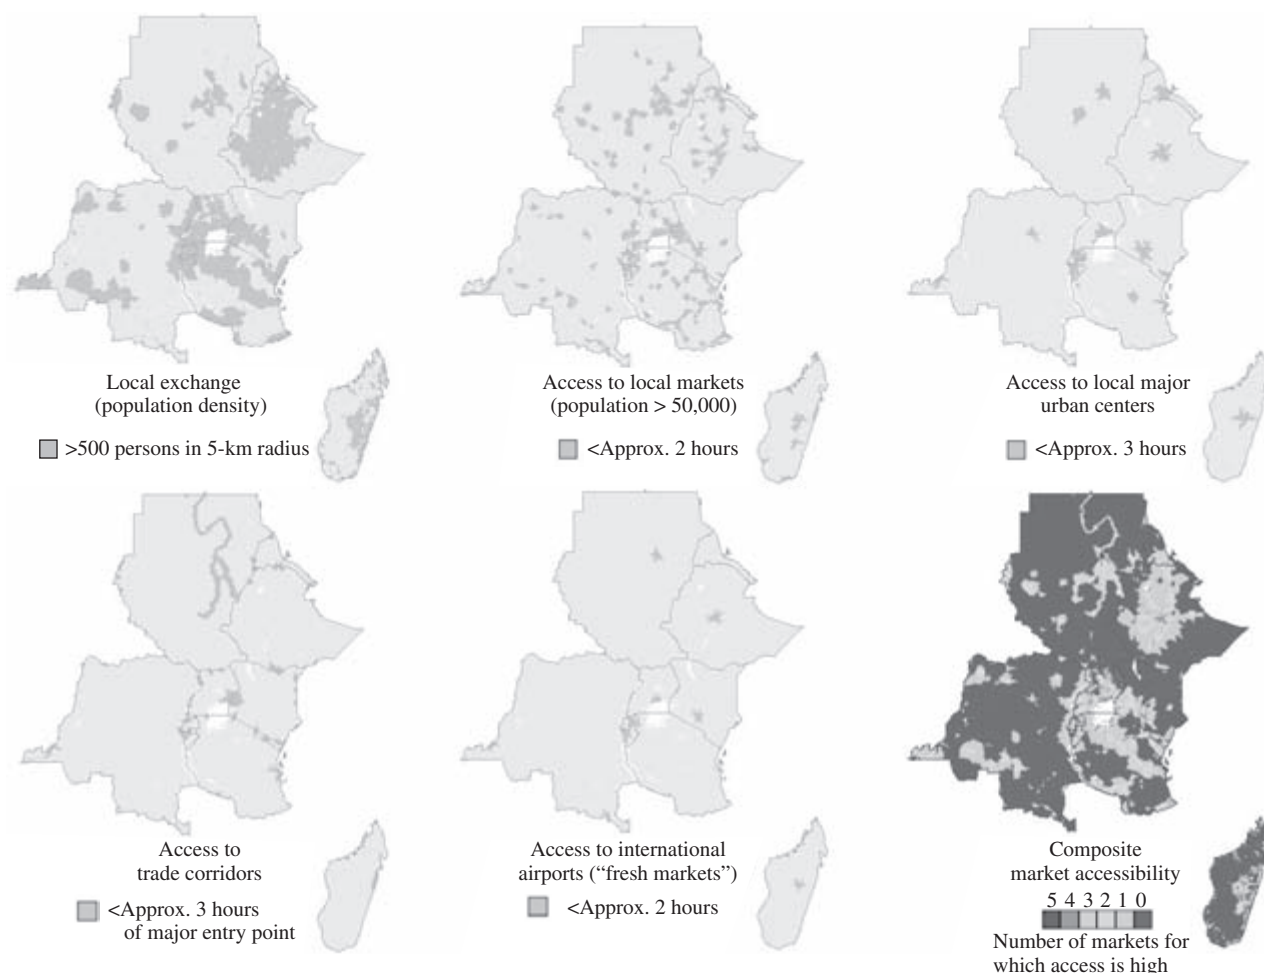 Local exchange
(population density)
>500 persons in 5-km radius
Access to local markets
(population > 50,000)
<Approx. 2 hours
Access to local major
urban centers
<Approx. 3 hours
Access to
trade corridors
<Approx. 3 hours
of major entry point
Access to international
airports (“fresh markets”)
<Approx. 2 hours
Composite
market accessibility
5 4 3 2 1 0
Number of markets for
which access is high